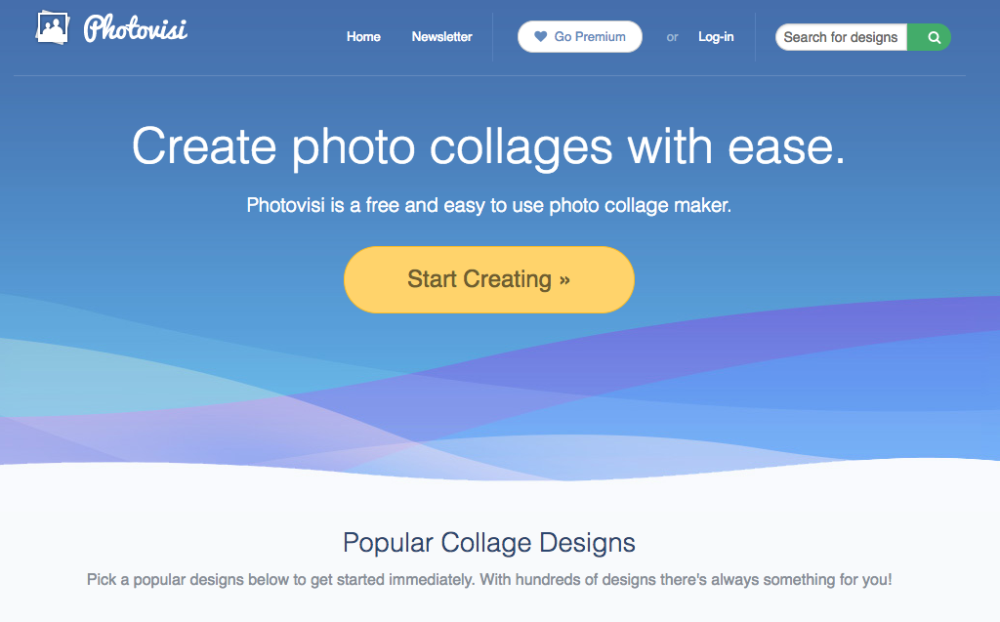 Photovisi
Home
Newsletter
Go Premium
or
Log-in
Search for designs
Create photo collages with ease.
Photovisi is a free and easy to use photo collage maker.
Start Creating »
Popular Collage Designs
Pick a popular designs below to get started immediately. With hundreds of designs there's always something for you!